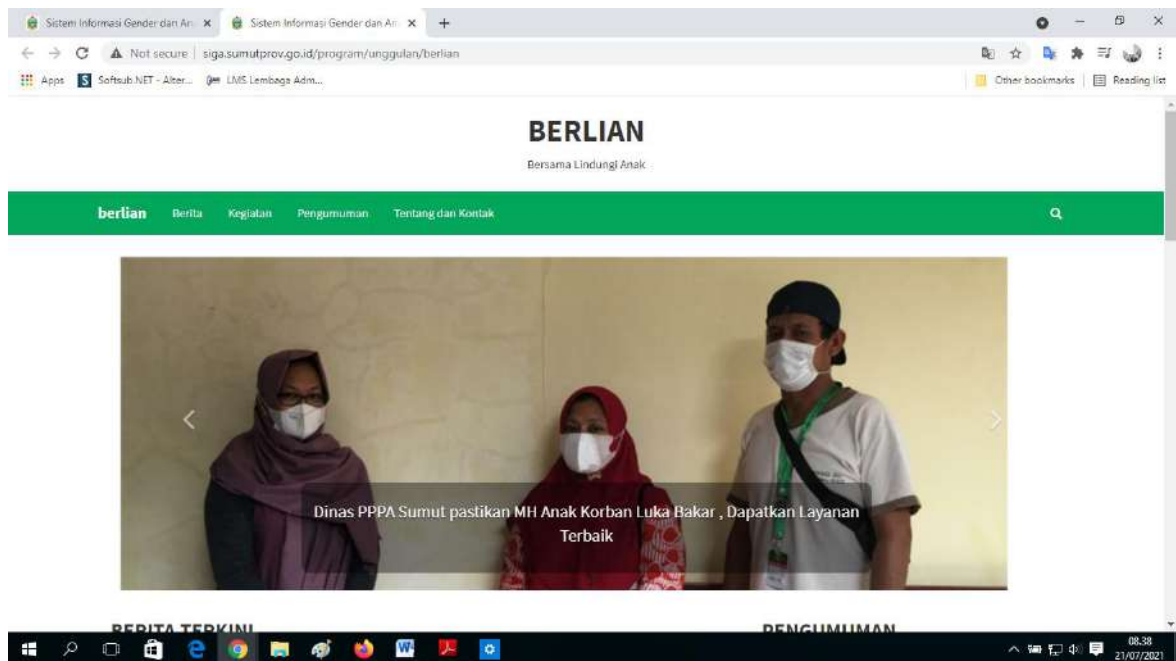 Sistem Informasi Gender dan An
Sistem Informasi Gender dan An
Not secure
siga.sumutprov.go.id/program/unggulan/berlian
Apps
Softsub.NET - Alter...
LMS Lembaga Adm...
Other bookmarks
Reading list
BERLIAN
Bersama Lindungi Anak
berlian
Berita
Kegiatan
Pengumuman
Tentang dan Kontak
Dinas PPPA Sumut pastikan MH Anak Korban Luka Bakar , Dapatkan Layanan
Terbaik
BERITA TERKINI
PENGUMUMAN
08.38
21/07/2021